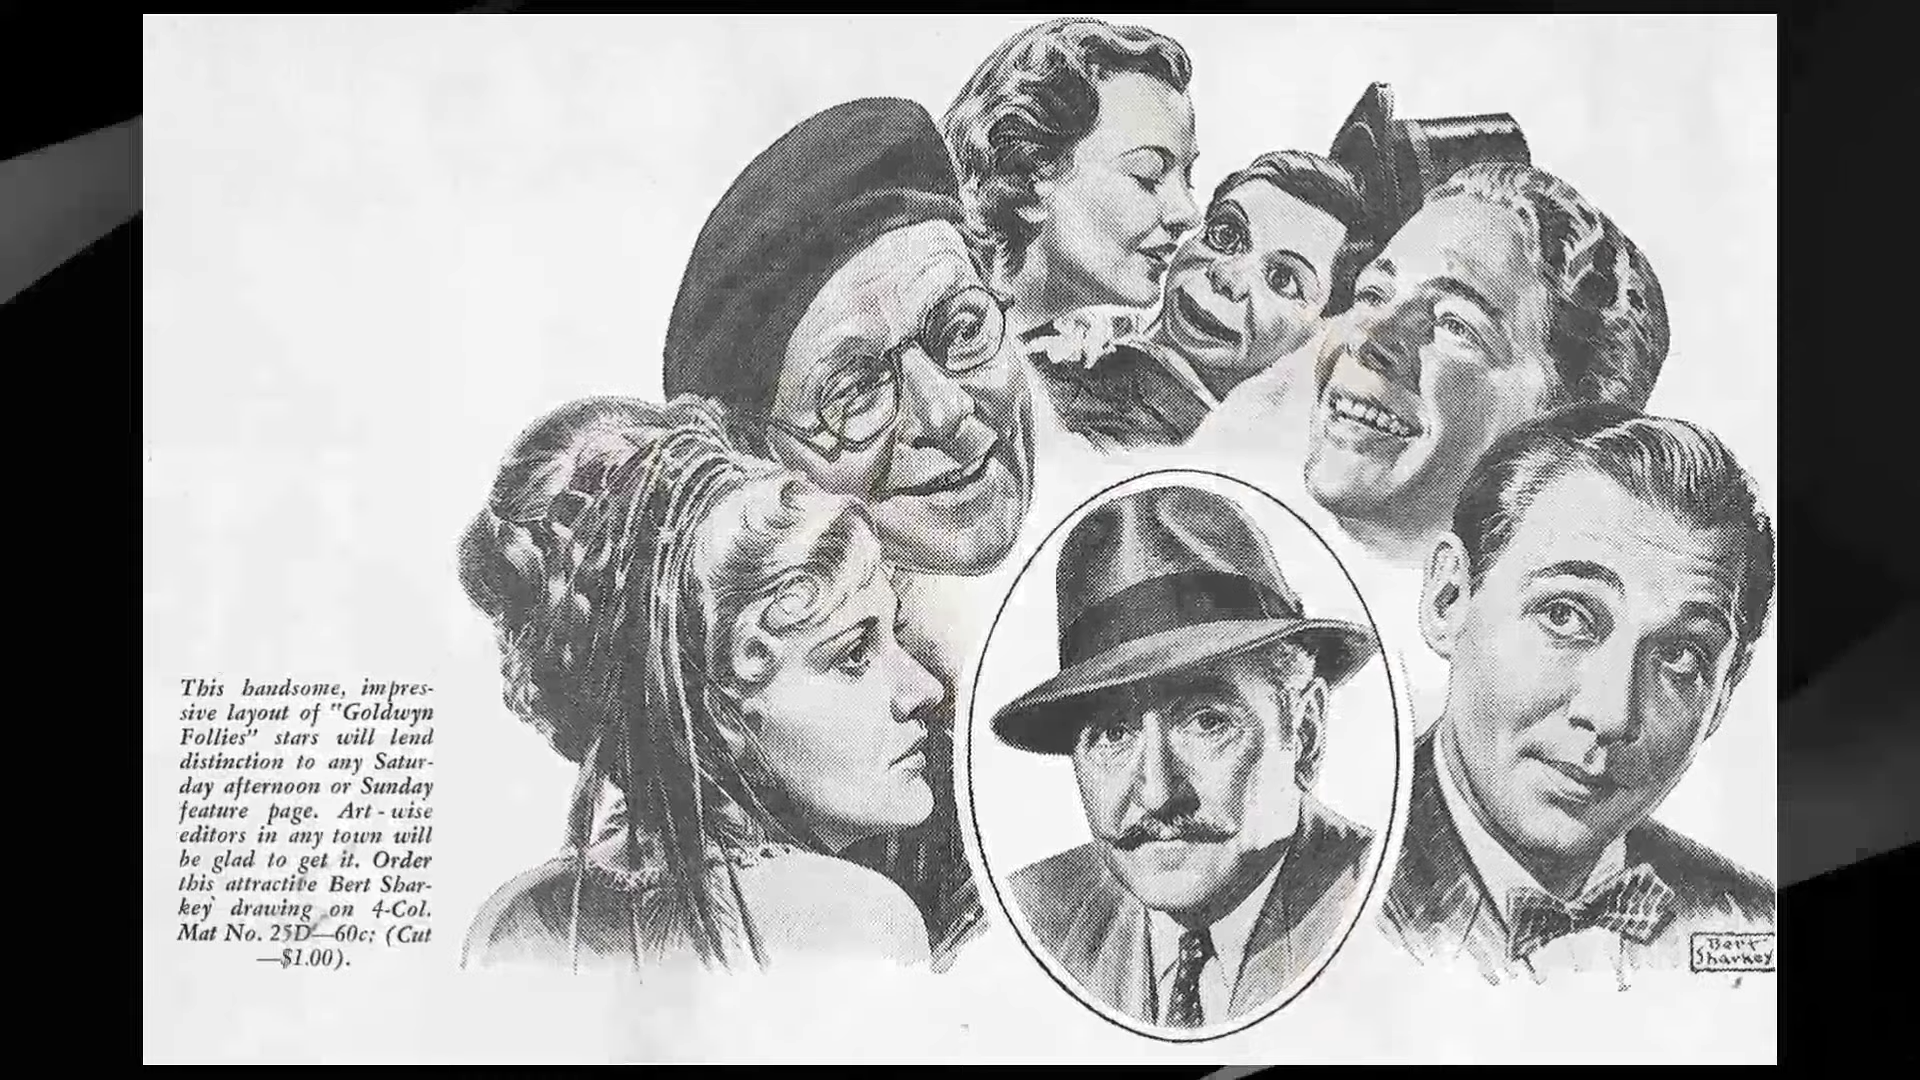 This handsome, impres-
sive layout of "Goldwyn
Follies" stars will lend
distinction to any Satur-
day afternoon or Sunday
feature page. Art-wise
editors in any town will
be glad to get it. Order
this attractive Bert Shar-
key drawing on 4-Col.
Mat No. 25D—60c; (Cut
—$1.00).
Bert
Sharkey